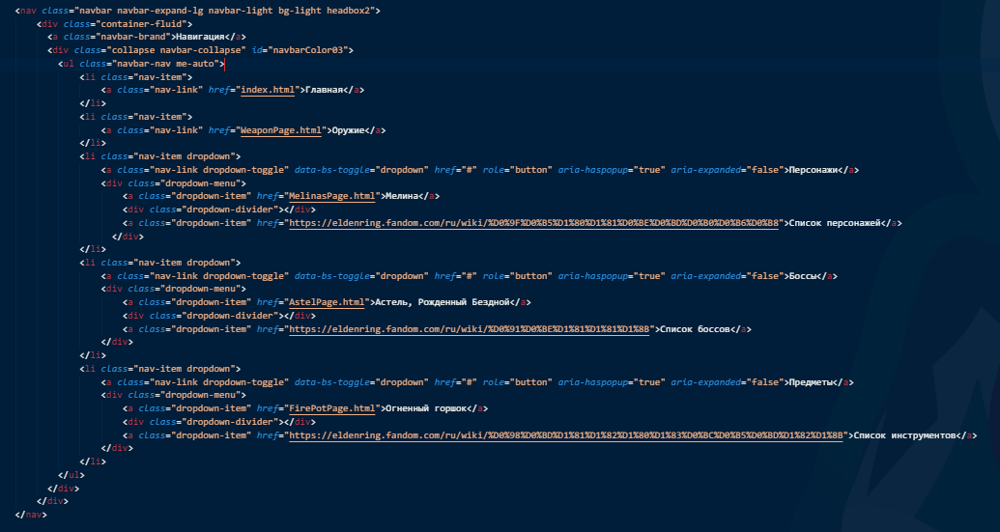 <nav class="navbar navbar-expand-lg navbar-light bg-light headbox2">
<div class="container-fluid">
<a class="navbar-brand">Навигация</a>
<div class="collapse navbar-collapse" id="navbarColor03">
<ul class="navbar-nav me-auto">
<li class="nav-item">
<a class="nav-link" href="index.html">Главная</a>
</li>
<li class="nav-item">
<a class="nav-link" href="WeaponPage.html">Оружие</a>
</li>
<li class="nav-item dropdown">
<a class="nav-link dropdown-toggle" data-bs-toggle="dropdown" href="#" role="button" aria-haspopup="true" aria-expanded="false">Персонажи</a>
<div class="dropdown-menu">
<a class="dropdown-item" href="MelinasPage.html">Мелина</a>
<div class="dropdown-divider"></div>
<a class="dropdown-item" href="https://eldenring.fandom.com/ru/wiki/%D0%9F%D0%B5%D1%80%D1%81%D0%BE%D0%BD%D0%B0%D0%B6%D0%B8">Список персонажей</a>
</div>
</li>
<li class="nav-item dropdown">
<a class="nav-link dropdown-toggle" data-bs-toggle="dropdown" href="#" role="button" aria-haspopup="true" aria-expanded="false">Боссы</a>
<div class="dropdown-menu">
<a class="dropdown-item" href="AstelPage.html">Астель, Рожденный Бездной</a>
<div class="dropdown-divider"></div>
<a class="dropdown-item" href="https://eldenring.fandom.com/ru/wiki/%D0%91%D0%BE%D1%81%D1%81%D1%8B">Список боссов</a>
</div>
</li>
<li class="nav-item dropdown">
<a class="nav-link dropdown-toggle" data-bs-toggle="dropdown" href="#" role="button" aria-haspopup="true" aria-expanded="false">Предметы</a>
<div class="dropdown-menu">
<a class="dropdown-item" href="FirePotPage.html">Огненный горшок</a>
<div class="dropdown-divider"></div>
<a class="dropdown-item" href="https://eldenring.fandom.com/ru/wiki/%D0%98%D0%BD%D1%81%D1%82%D1%80%D1%83%D0%BC%D0%B5%D0%BD%D1%82%D1%8B">Список инструментов</a>
</div>
</li>
</ul>
</div>
</div>
</nav>